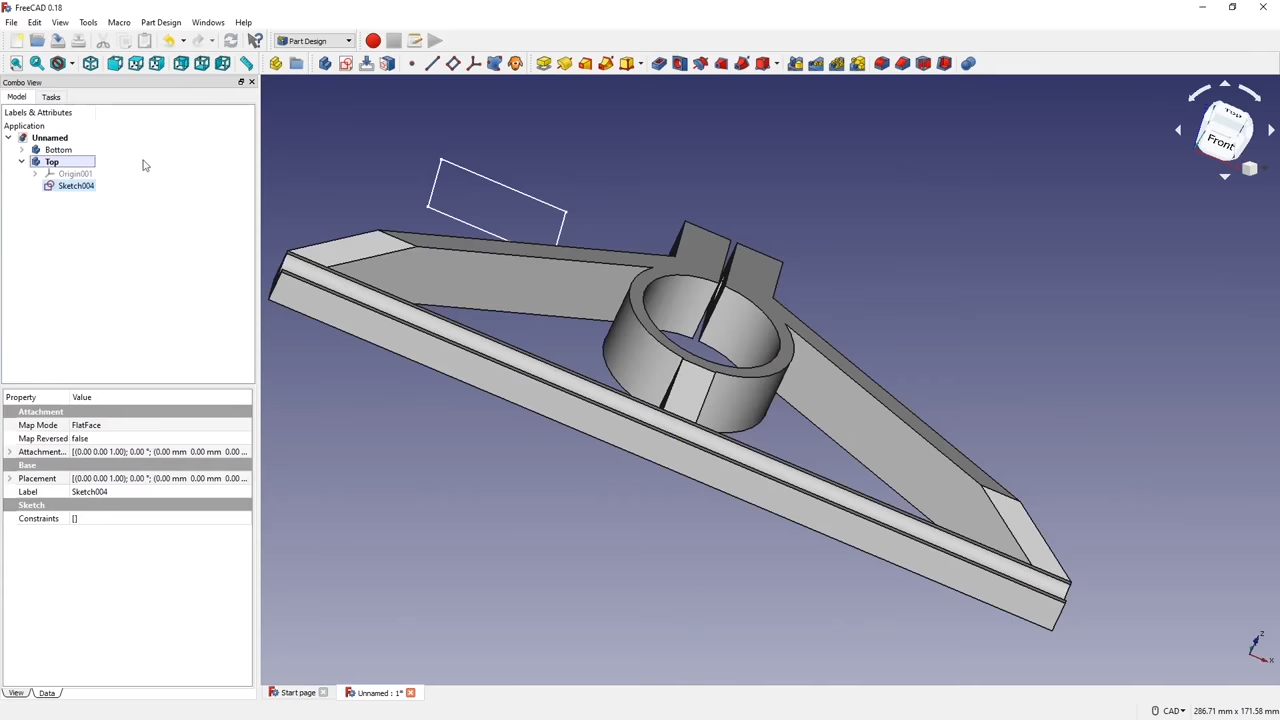 FreeCAD 0.18
File Edit View Tools Macro Part Design Windows Help
Part Design
Combo View
Model Tasks
Labels & Attributes
Application
Unnamed
Bottom
Top
Origin001
Sketch004
TOP
Front
Property Value
Attachment
Map Mode FlatFace
Map Reversed false
Attachment... [(0.00 0.00 1.00); 0.00 °; (0.00 mm 0.00 mm 0.00 ...
Base
Placement [(0.00 0.00 1.00); 0.00 °; (0.00 mm 0.00 mm 0.00 ...
Label Sketch004
Sketch
Constraints []
Z
X
View Data
Start page
Unnamed : 1*
CAD
286.71 mm x 171.58 mm